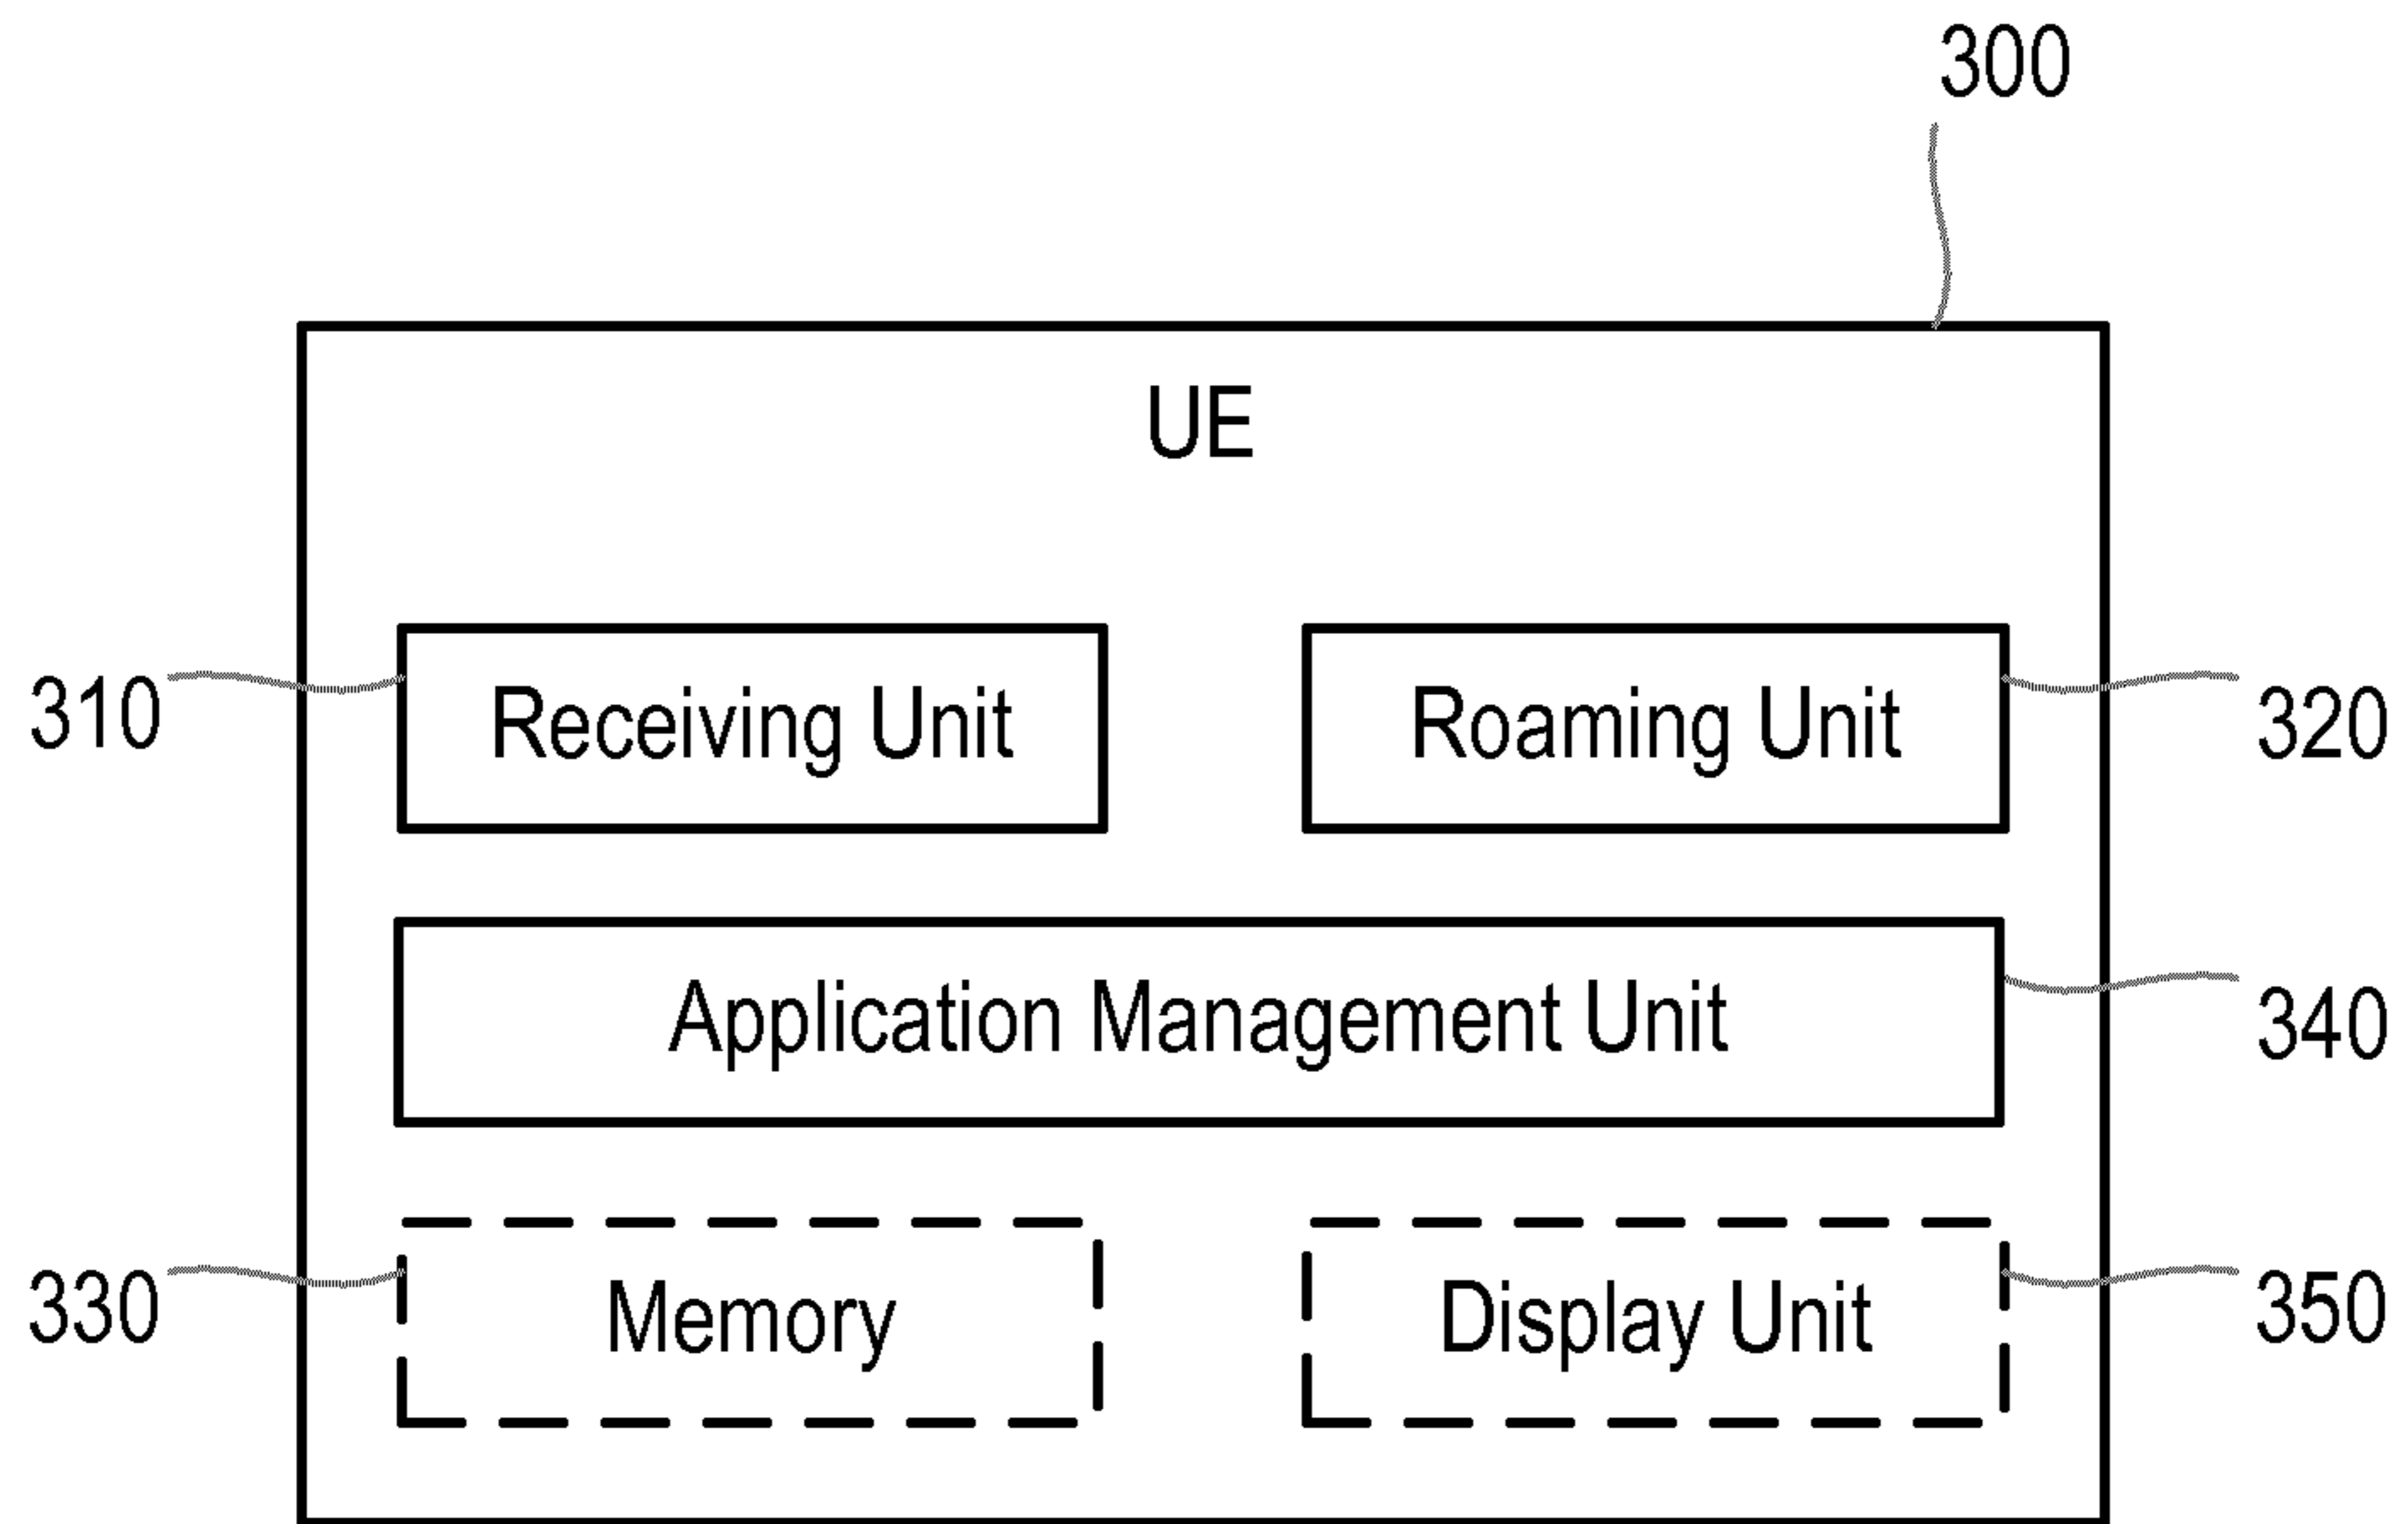 300
UE
310
Receiving Unit
Roaming Unit
320
Application Management Unit
340
330
Memory
Display Unit
350